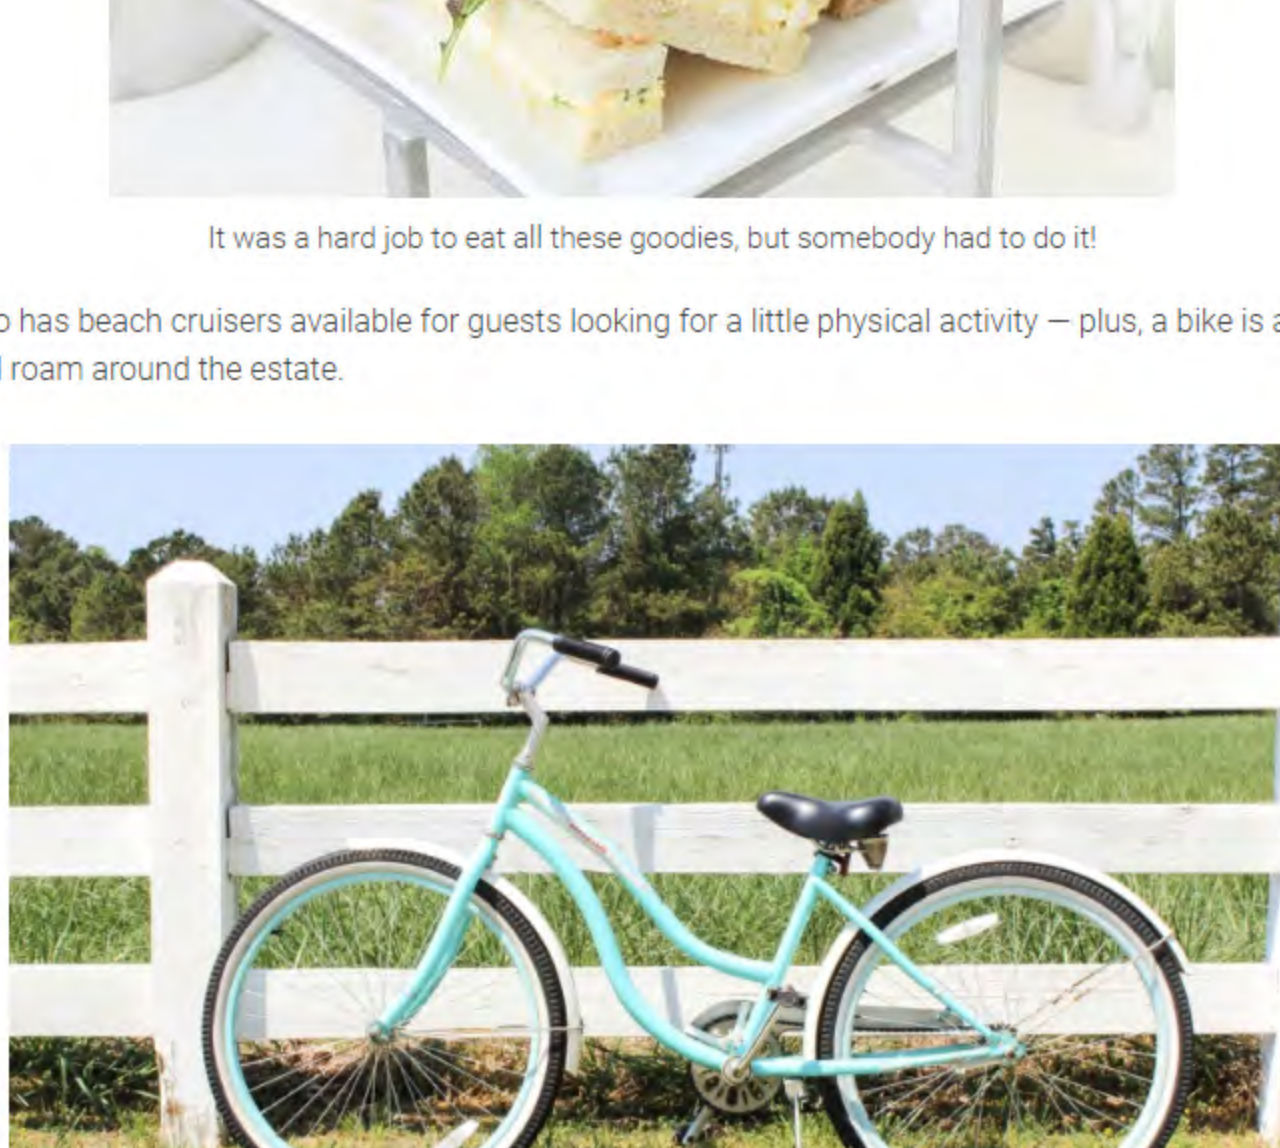 It was a hard job to eat all these goodies, but somebody had to do it!
has beach cruisers available for guests looking for a little physical activity — plus, a bike is
roam around the estate.